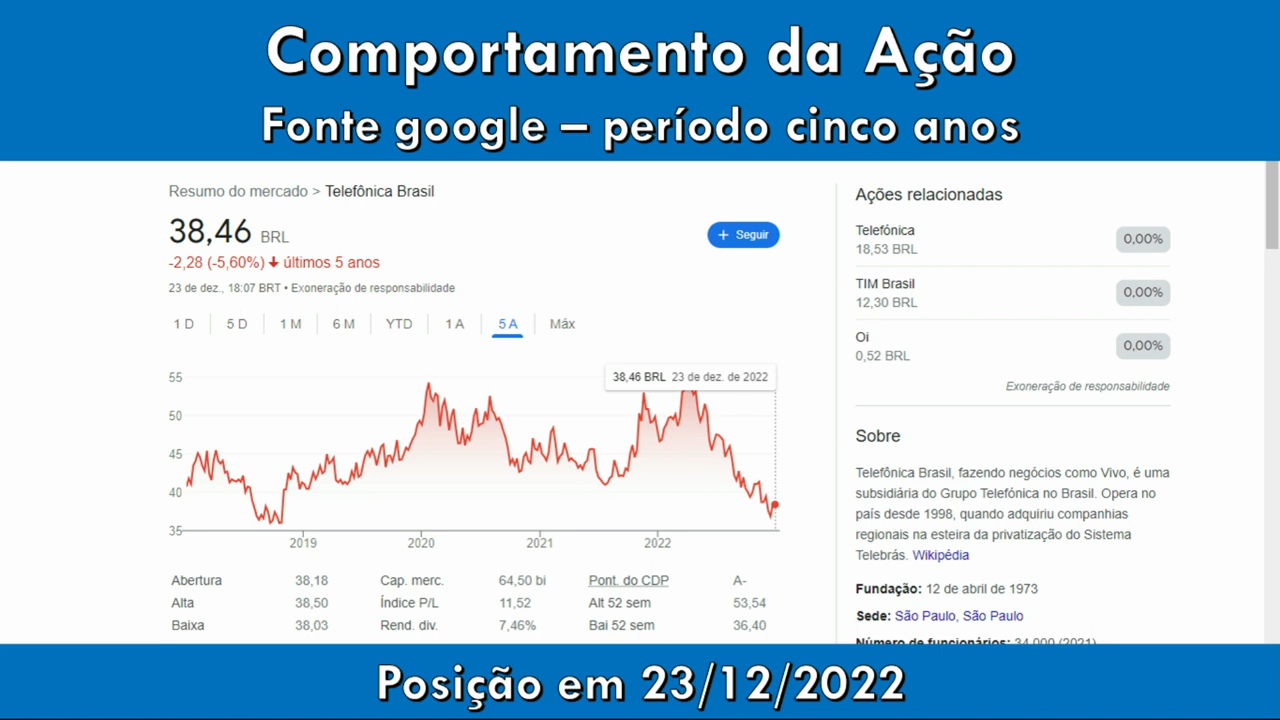 Comportamento da Ação
Fonte google – período cinco anos
Resumo do mercado > Telefônica Brasil
38,46 BRL
+ Seguir
-2,28 (-5,60%) ↓ últimos 5 anos
23 de dez., 18:07 BRT • Exoneração de responsabilidade
1 D 5 D 1 M 6 M YTD 1 A 5 A Máx
38,46 BRL 23 de dez. de 2022
55
50
45
40
35
2019 2020 2021 2022
Abertura 38,18 Cap. merc. 64,50 bi Pont. do CDP A-
Alta 38,50 Índice P/L 11,52 Alt 52 sem 53,54
Baixa 38,03 Rend. div. 7,46% Bai 52 sem 36,40
Ações relacionadas
Telefónica
18,53 BRL
0,00%
TIM Brasil
12,30 BRL
0,00%
Oi
0,52 BRL
0,00%
Exoneração de responsabilidade
Sobre
Telefônica Brasil, fazendo negócios como Vivo, é uma
subsidiária do Grupo Telefónica no Brasil. Opera no
país desde 1998, quando adquiriu companhias
regionais na esteira da privatização do Sistema
Telebrás. Wikipédia
Fundação: 12 de abril de 1973
Sede: São Paulo, São Paulo
Número de funcionários: 34.000 (2021)
Posição em 23/12/2022